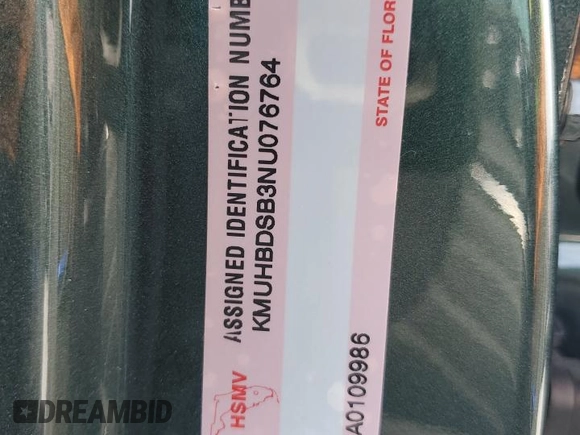 ASSIGNED IDENTIFICATION NUMB
KMUHBDSB3NU076764
HSMV
STATE OF FLOR
A0109986
DREAMBID